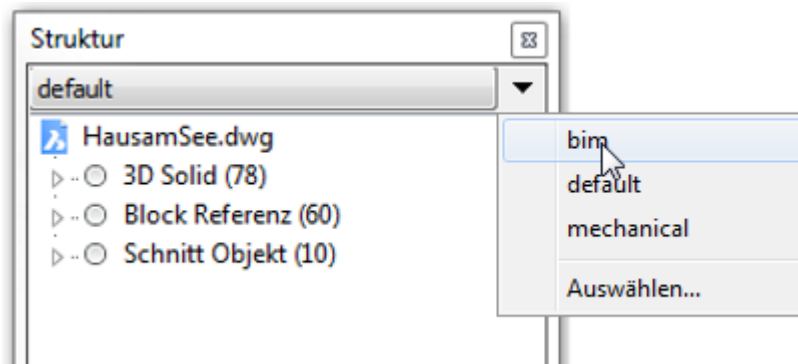 Struktur
default
HausamSee.dwg
3D Solid (78)
Block Referenz (60)
Schnitt Objekt (10)
bim
default
mechanical
Auswählen...